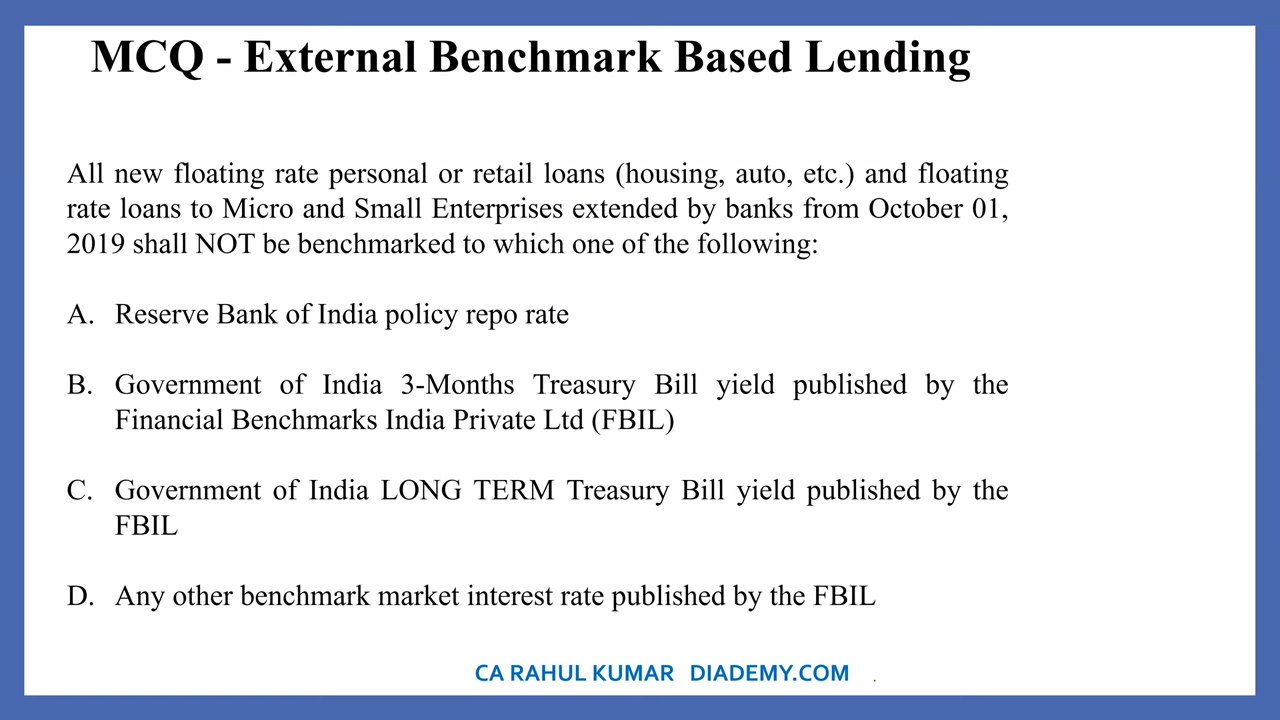 MCQ - External Benchmark Based Lending
All new floating rate personal or retail loans (housing, auto, etc.) and floating
rate loans to Micro and Small Enterprises extended by banks from October 01,
2019 shall NOT be benchmarked to which one of the following:
A. Reserve Bank of India policy repo rate
B. Government of India 3-Months Treasury Bill yield published by the
Financial Benchmarks India Private Ltd (FBIL)
C. Government of India LONG TERM Treasury Bill yield published by the
FBIL
D. Any other benchmark market interest rate published by the FBIL
CA RAHUL KUMAR DIADEMY.COM